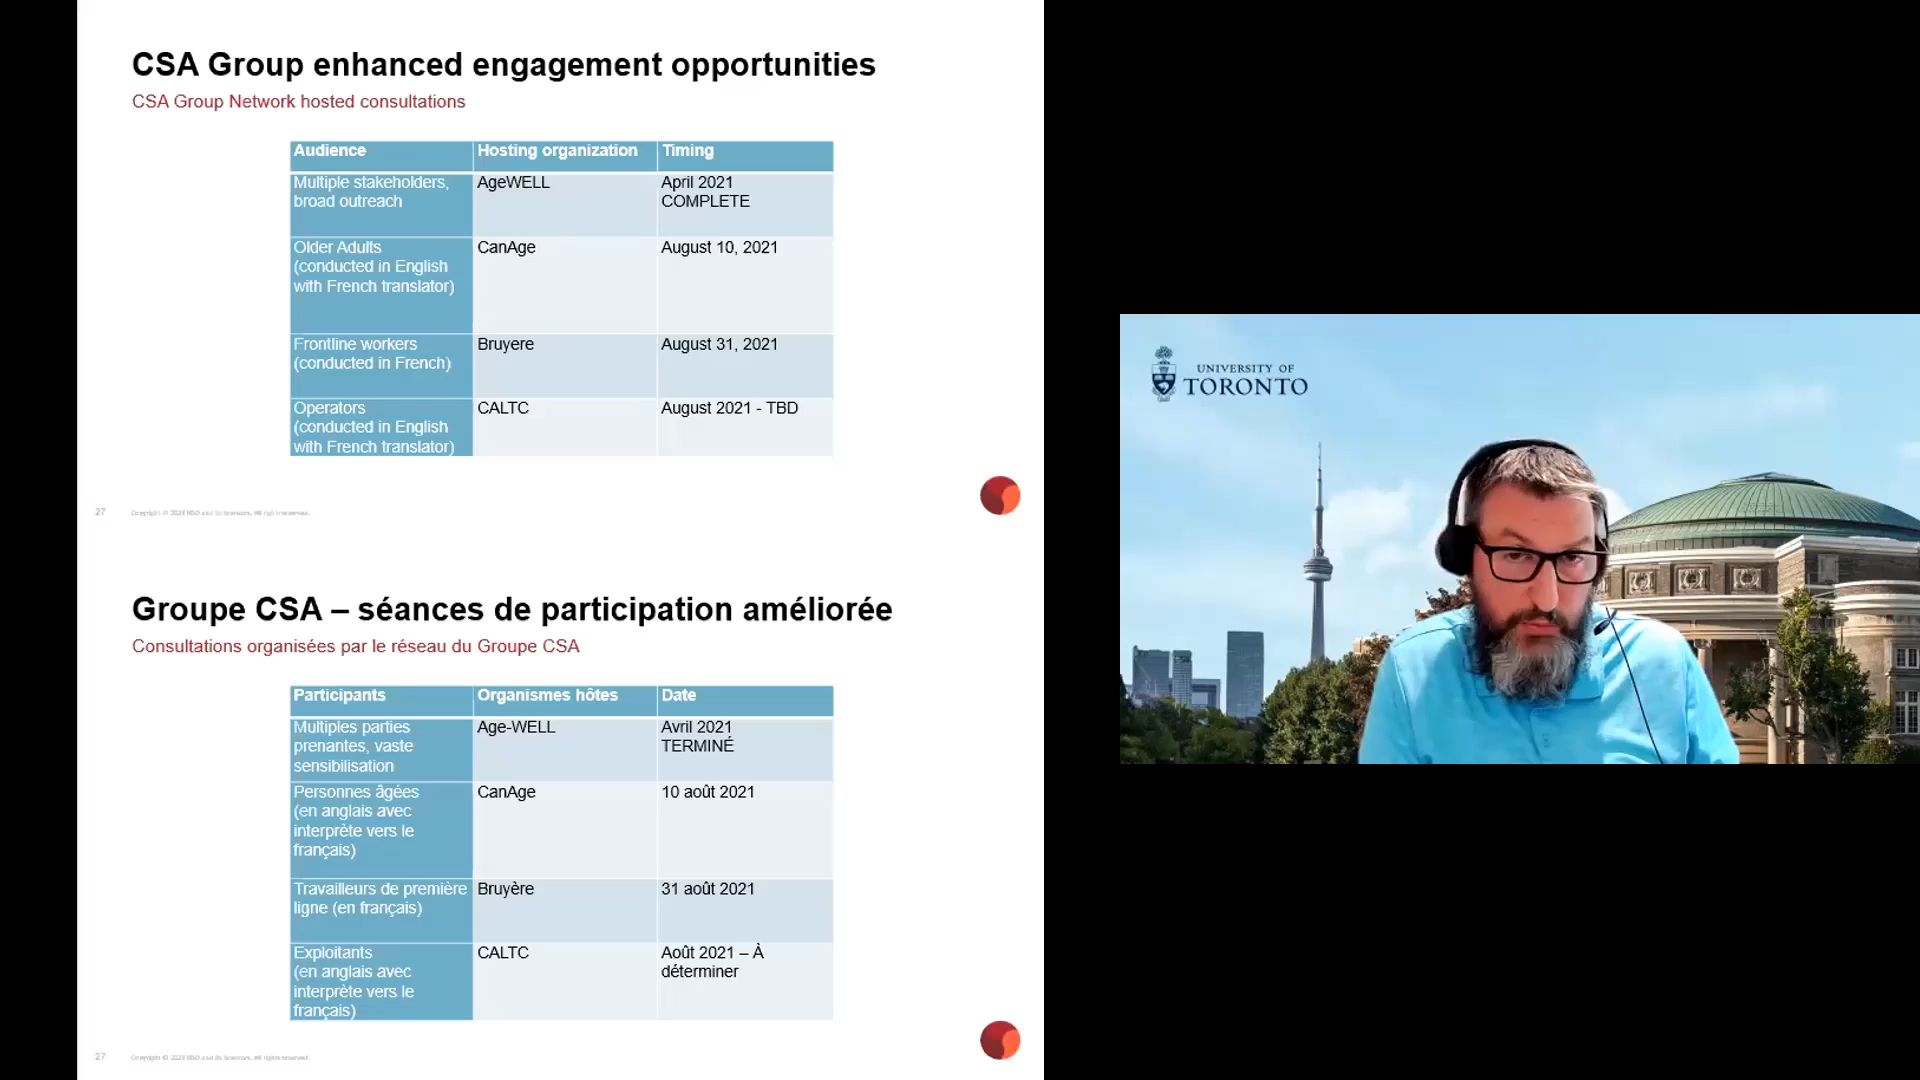 CSA Group enhanced engagement opportunities
CSA Group Network hosted consultations
Audience Hosting organization Timing
Multiple stakeholders, broad outreach
AgeWELL
April 2021
COMPLETE
Older Adults
(conducted in English
with French translator)
CanAge
August 10, 2021
Frontline workers
(conducted in French)
Bruyere
August 31, 2021
Operators
(conducted in English
with French translator)
CALTC
August 2021 - TBD
27
Groupe CSA – séances de participation améliorée
Consultations organisées par le réseau du Groupe CSA
Participants Organismes hôtes Date
Multiples parties
prenantes, vaste
sensibilisation
Age-WELL
Avril 2021
TERMINÉ
Personnes âgées
(en anglais avec
interprète vers le
français)
CanAge
10 août 2021
Travailleurs de première
ligne (en français)
Bruyère
31 août 2021
Exploitants
(en anglais avec
interprète vers le
français)
CALTC
Août 2021 – À
déterminer
27
UNIVERSITY OF
TORONTO